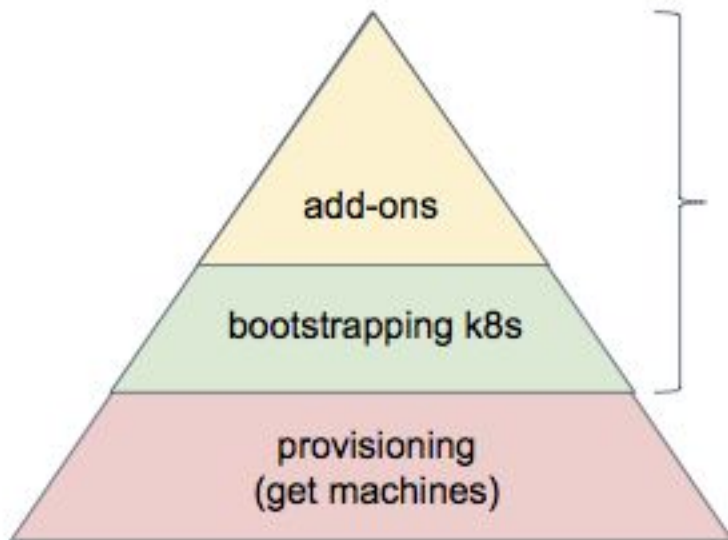 add-ons
bootstrapping k8s
provisioning
(get machines)